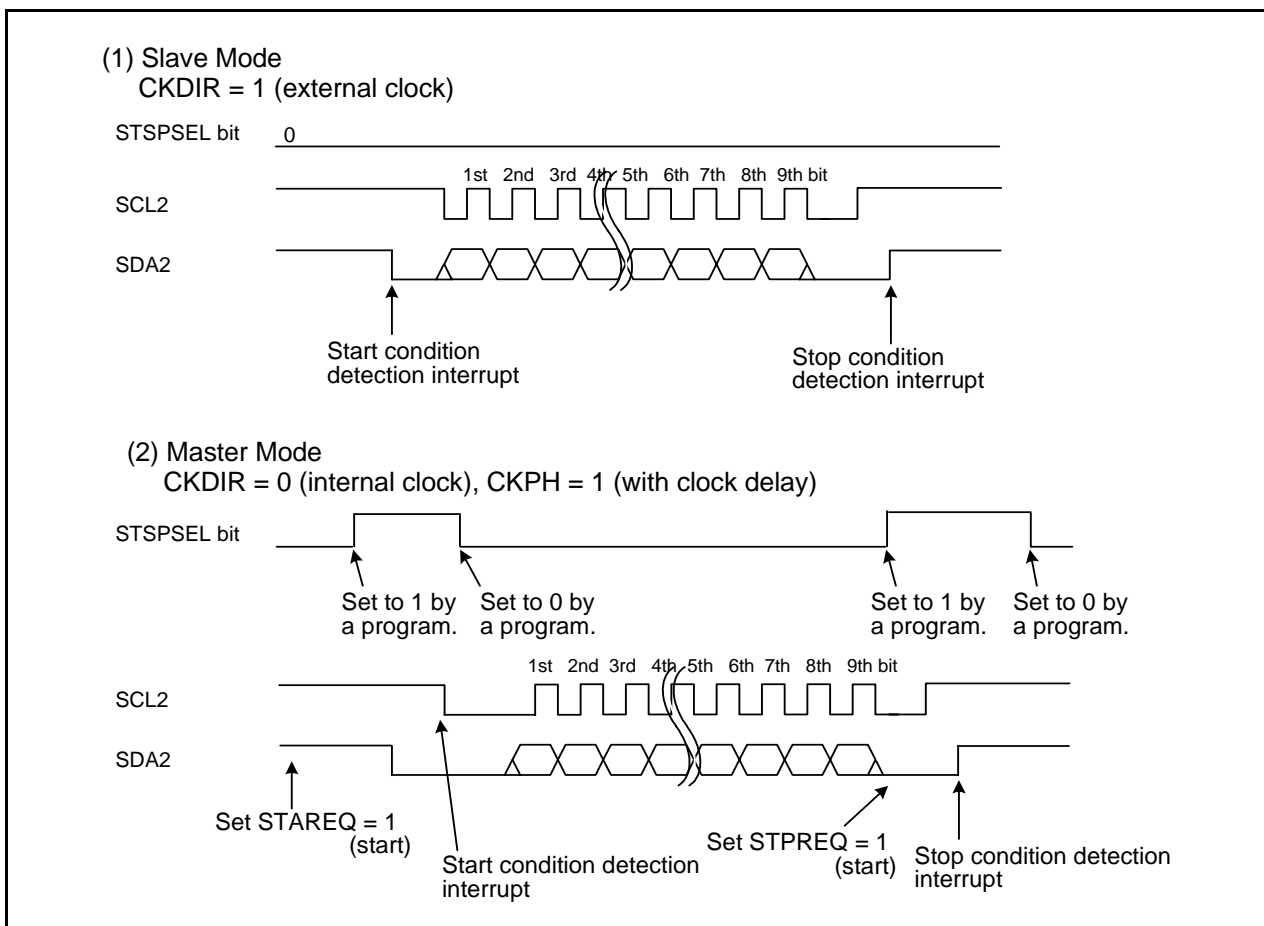 (1) Slave Mode
CKDIR = 1 (external clock)
STSPSEL bit
0
1st 2nd 3rd 4th 5th 6th 7th 8th 9th bit
SCL2
SDA2
Start condition
detection interrupt
Stop condition
detection interrupt
(2) Master Mode
CKDIR = 0 (internal clock), CKPH = 1 (with clock delay)
STSPSEL bit
Set to 1 by
a program.
Set to 0 by
a program.
Set to 1 by
a program.
Set to 0 by
a program.
1st 2nd 3rd 4th 5th 6th 7th 8th 9th bit
SCL2
SDA2
Set STAREQ = 1
(start)
Start condition detection
interrupt
Set STPREQ = 1
(start)
Stop condition detection
interrupt